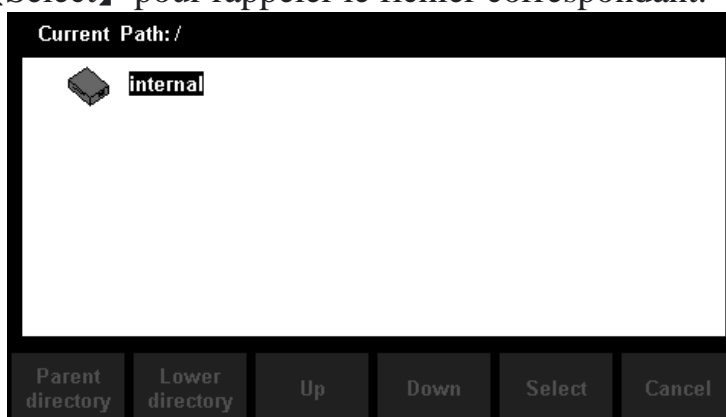 【Select】 pour rappeler le fichier correspondant.
Current Path: /
internal
Parent directory
Lower directory
Up
Down
Select
Cancel